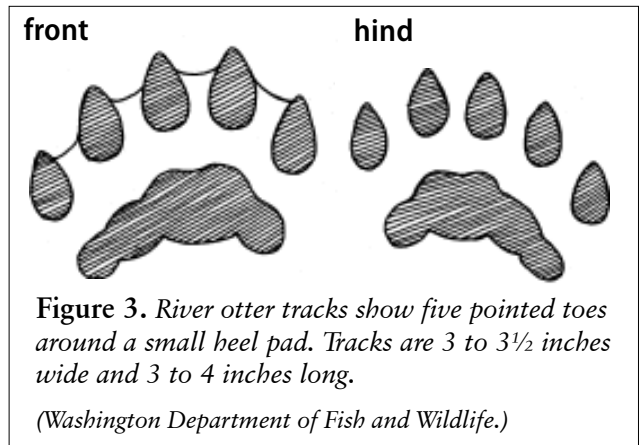 front hind
Figure 3. River otter tracks show five pointed toes
around a small heel pad. Tracks are 3 to 3½ inches
wide and 3 to 4 inches long.
(Washington Department of Fish and Wildlife.)